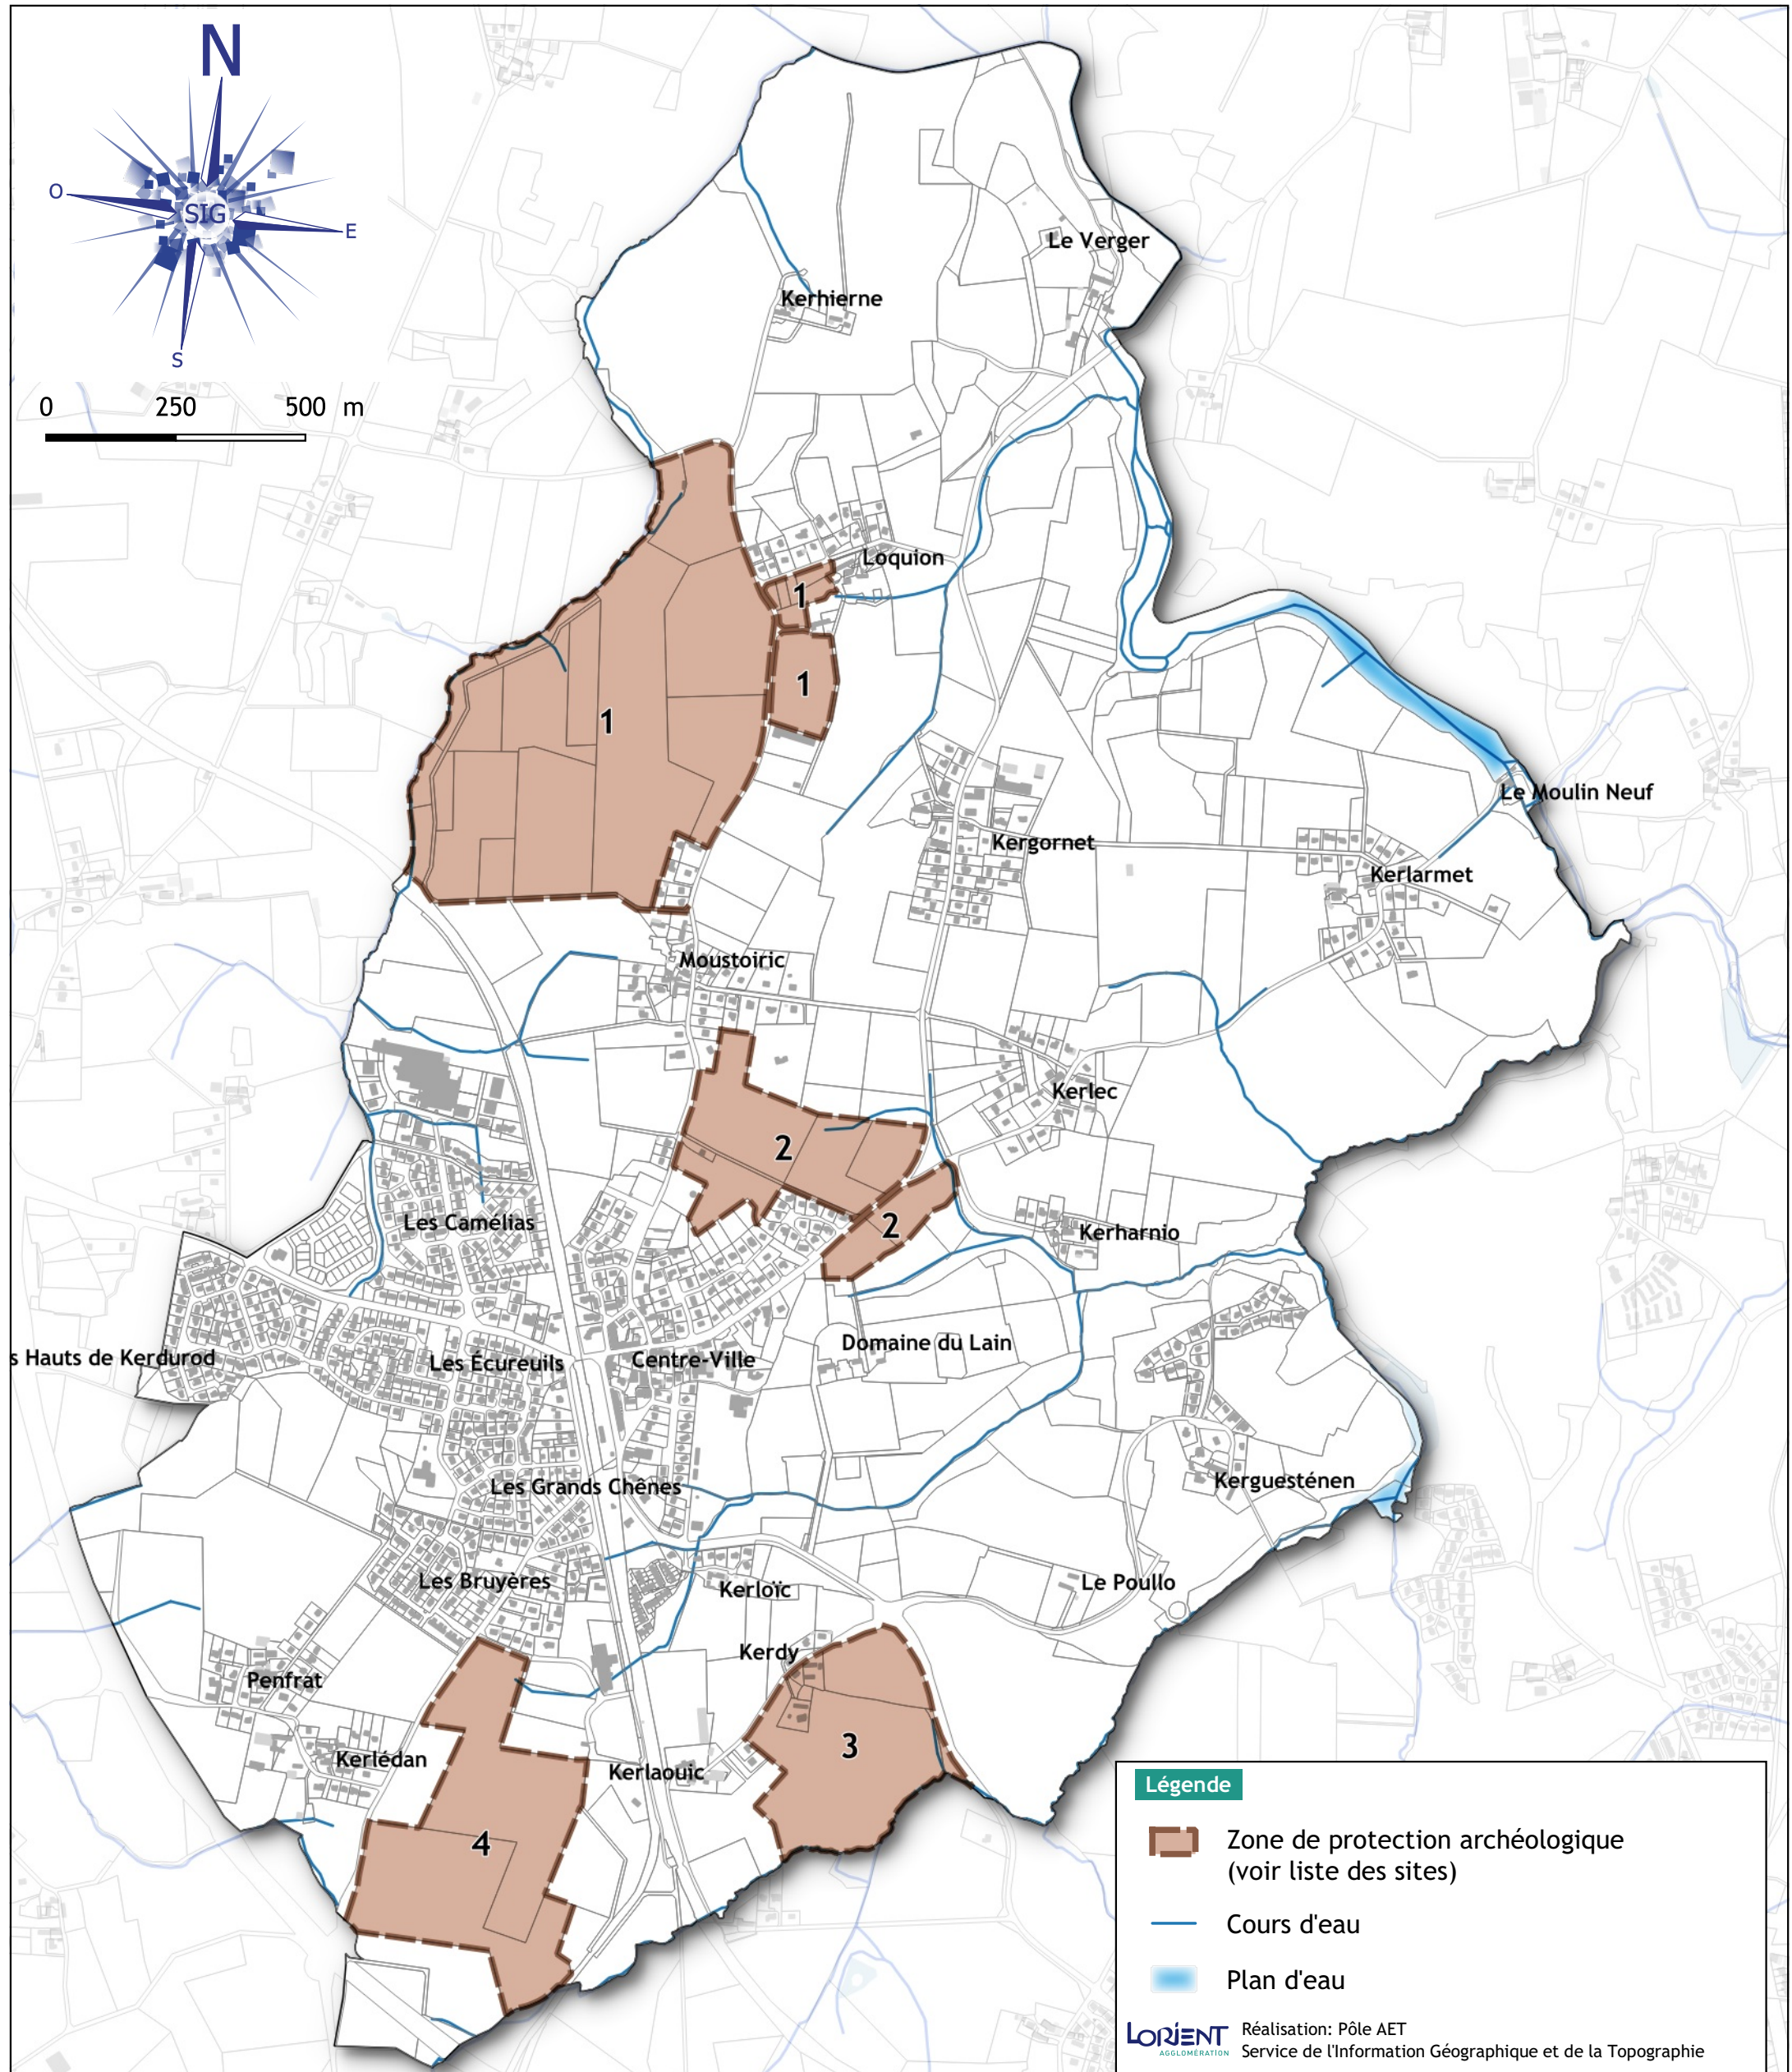 N
O
SIG
E
S
0 250 500 m
Le Verger
Kerhierne
Loquion
1
1
1
Le Moulin Neuf
Kergornet
Kerlarmet
Moustoiric
Kerlec
2
2
Les Camélias
Kerharnio
Domaine du Lain
s Hauts de Kerdurod
Les Écureuils
Centre-Ville
Les Grands Chênes
Kerguesténen
Les Bruyères
Kerloïc
Le Poullo
Kerdy
Penfrat
3
Kerlédan
Kerlaouic
4
Légende
Zone de protection archéologique
(voir liste des sites)
Cours d'eau
Plan d'eau
LORIENT
AGGLOMÉRATION
Réalisation: Pôle AET
Service de l'Information Géographique et de la Topographie